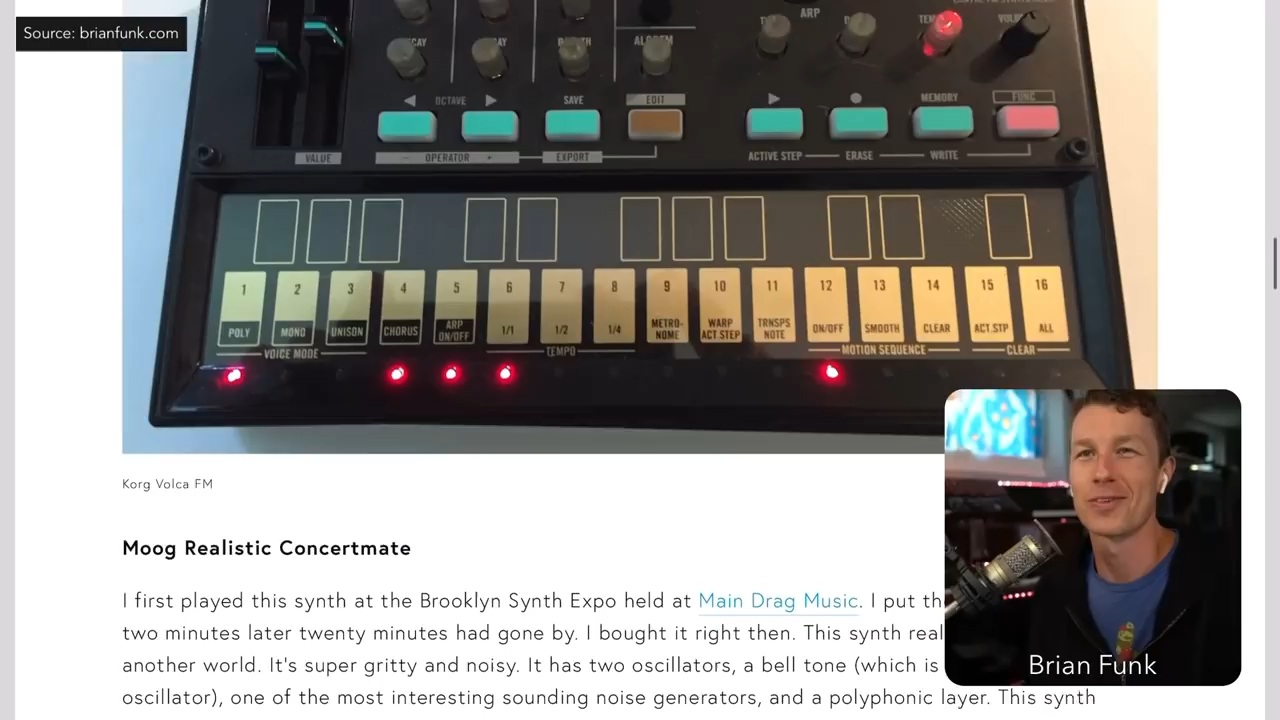 Source: brianfunk.com
ARP
VALUE
OCTAVE
SAVE
EDIT
MEMORY
FUNC
OPERATOR
EXPORT
ACTIVE STEP
ERASE
WRITE
1 2 3 4 5 6 7 8 9 10 11 12 13 14 15 16
POLY
MONO
UNISON
CHORUS
ARP ON/OFF
1/1
1/2
1/4
METRO-NOME
WARP ACT STEP
TRNSPS NOTE
ON/OFF
SMOOTH
CLEAR
ACT.STP
ALL
VOICE MODE
TEMPO
MOTION SEQUENCE
CLEAR
Korg Volca FM
Moog Realistic Concertmate
I first played this synth at the Brooklyn Synth Expo held at Main Drag Music. I put
two minutes later twenty minutes had gone by. I bought it right then. This synth
another world. It's super gritty and noisy. It has two oscillators, a bell tone (which is
oscillator), one of the most interesting sounding noise generators, and a polyphonic layer. This synth
Brian Funk